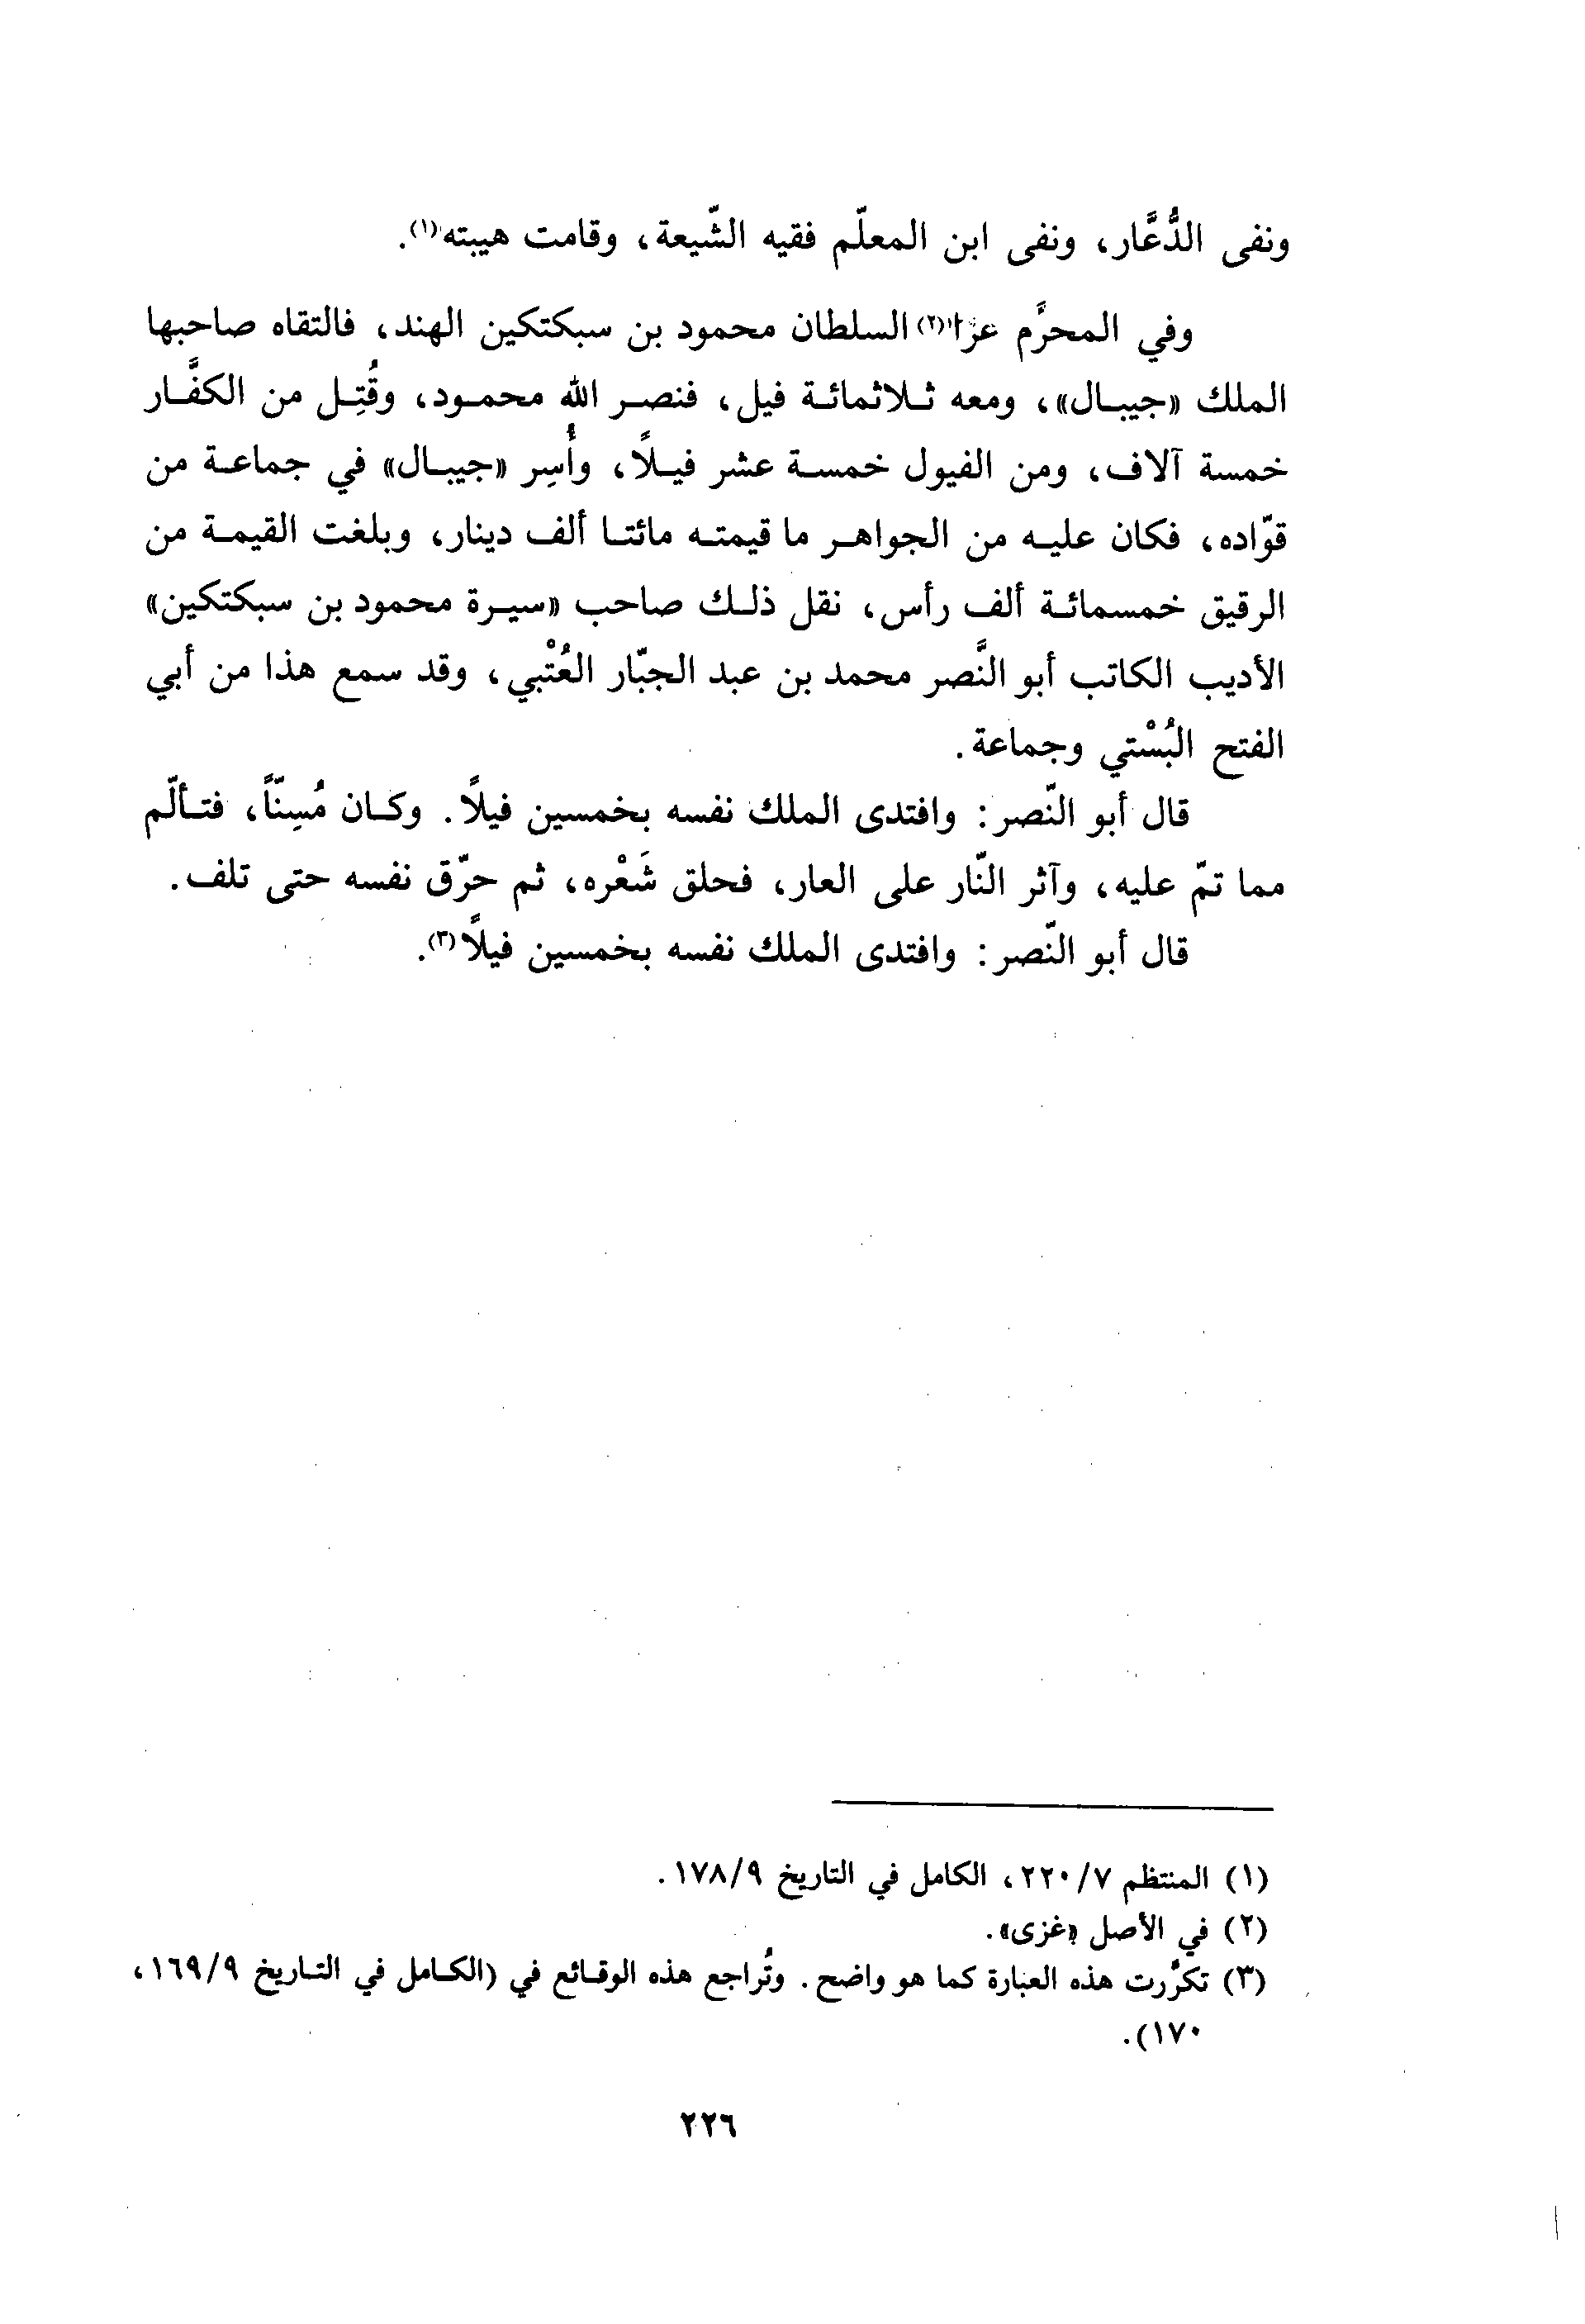 ونفى الدُّعَّار، ونفى ابن المعلّم فقيه الشّيعة، وقامت هيبته(١).
وفي المحرَّم غزا(٢) السلطان محمود بن سبكتكين الهند، فالتقاه صاحبها
الملك «جيبال»، ومعه ثلاثمائة فيل، فنصر الله محمود، وقُتِل من الكفَّار
خمسة آلاف، ومن الفيول خمسة عشر فيلاً، وأُسِر «جيبال» في جماعة من
قوّاده، فكان عليه من الجواهر ما قيمته مائتا ألف دينار، وبلغت القيمة من
الرقيق خمسمائة ألف رأس، نقل ذلك صاحب «سيرة محمود بن سبكتكين»
الأديب الكاتب أبو النَّصر محمد بن عبد الجبّار العُتْبي، وقد سمع هذا من أبي
الفتح البُسْتي وجماعة.
قال أبو النّصر: وافتدى الملك نفسه بخمسين فيلاً. وكان مُسِنّاً، فتألّم
مما تمّ عليه، وآثر النّار على العار، فحلق شَعْره، ثم حرّق نفسه حتى تلف.
قال أبو النّصر: وافتدى الملك نفسه بخمسين فيلاً(٣).
(١) المنتظم ٢٢٠/٧، الكامل في التاريخ ١٧٨/٩.
(٢) في الأصل «غزى».
(٣) تكرَّرت هذه العبارة كما هو واضح. وتُراجع هذه الوقائع في (الكامل في التاريخ ١٦٩/٩،
١٧٠).
٢٢٦